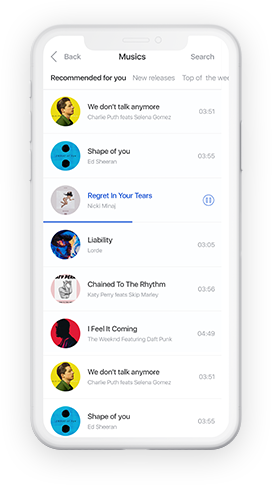 Back Musics Search
Recommended for you New releases Top of the wee
We don't talk anymore
Charlie Puth feats Selena Gomez
03:51
Shape of you
Ed Sheeran
03:55
Regret In Your Tears
Nicki Minaj
Liability
Lorde
03:05
Chained To The Rhythm
Katy Perry feats Skip Marley
03:56
I Feel It Coming
The Weeknd Featuring Daft Punk
04:49
We don't talk anymore
Charlie Puth feats Selena Gomez
03:51
Shape of you
Ed Sheeran
03:55